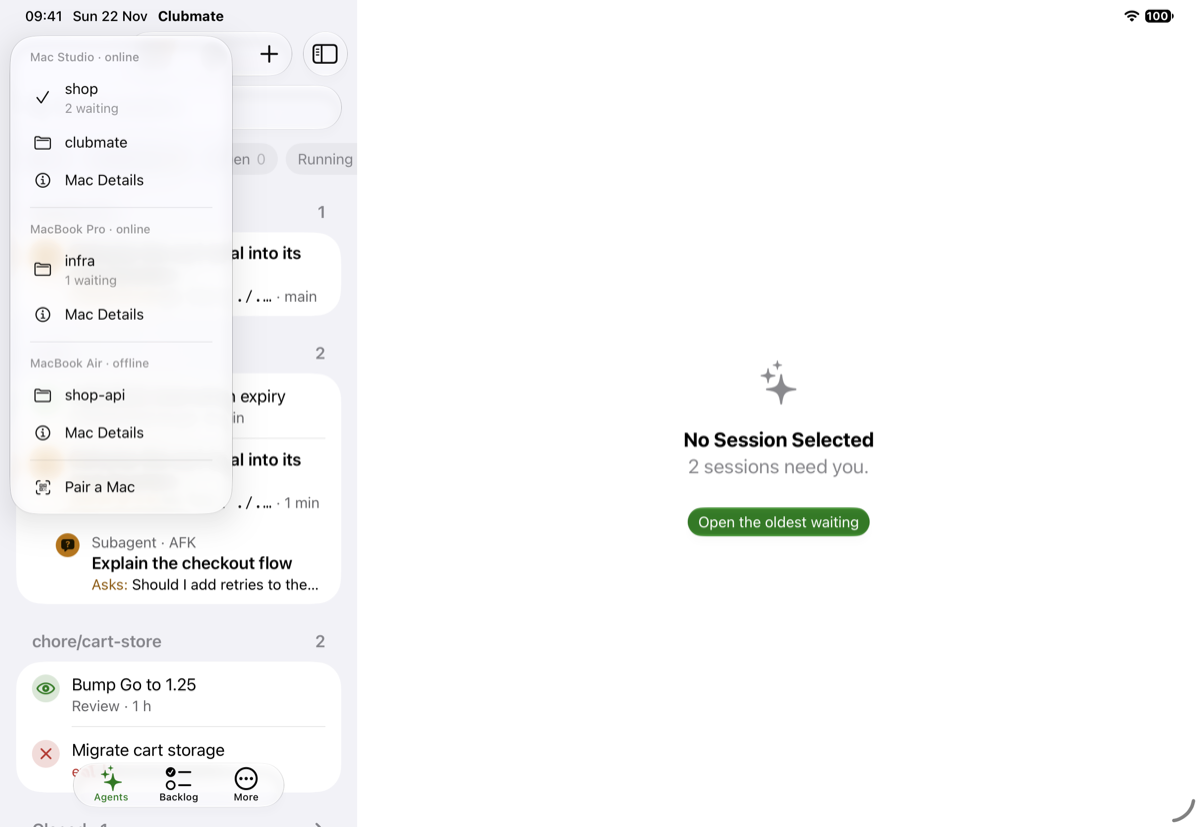 09:41 Sun 22 Nov Clubmate
100
Mac Studio · online
shop
2 waiting
clubmate
Mac Details
MacBook Pro · online
infra
1 waiting
Mac Details
MacBook Air · offline
shop-api
Mac Details
Pair a Mac
en 0
Running
1
al into its
./.… · main
2
expiry
in
al into its
./.… · 1 min
Subagent · AFK
Explain the checkout flow
Asks: Should I add retries to the…
chore/cart-store 2
Bump Go to 1.25
Review · 1 h
Migrate cart storage
Agents
Backlog
More
No Session Selected
2 sessions need you.
Open the oldest waiting